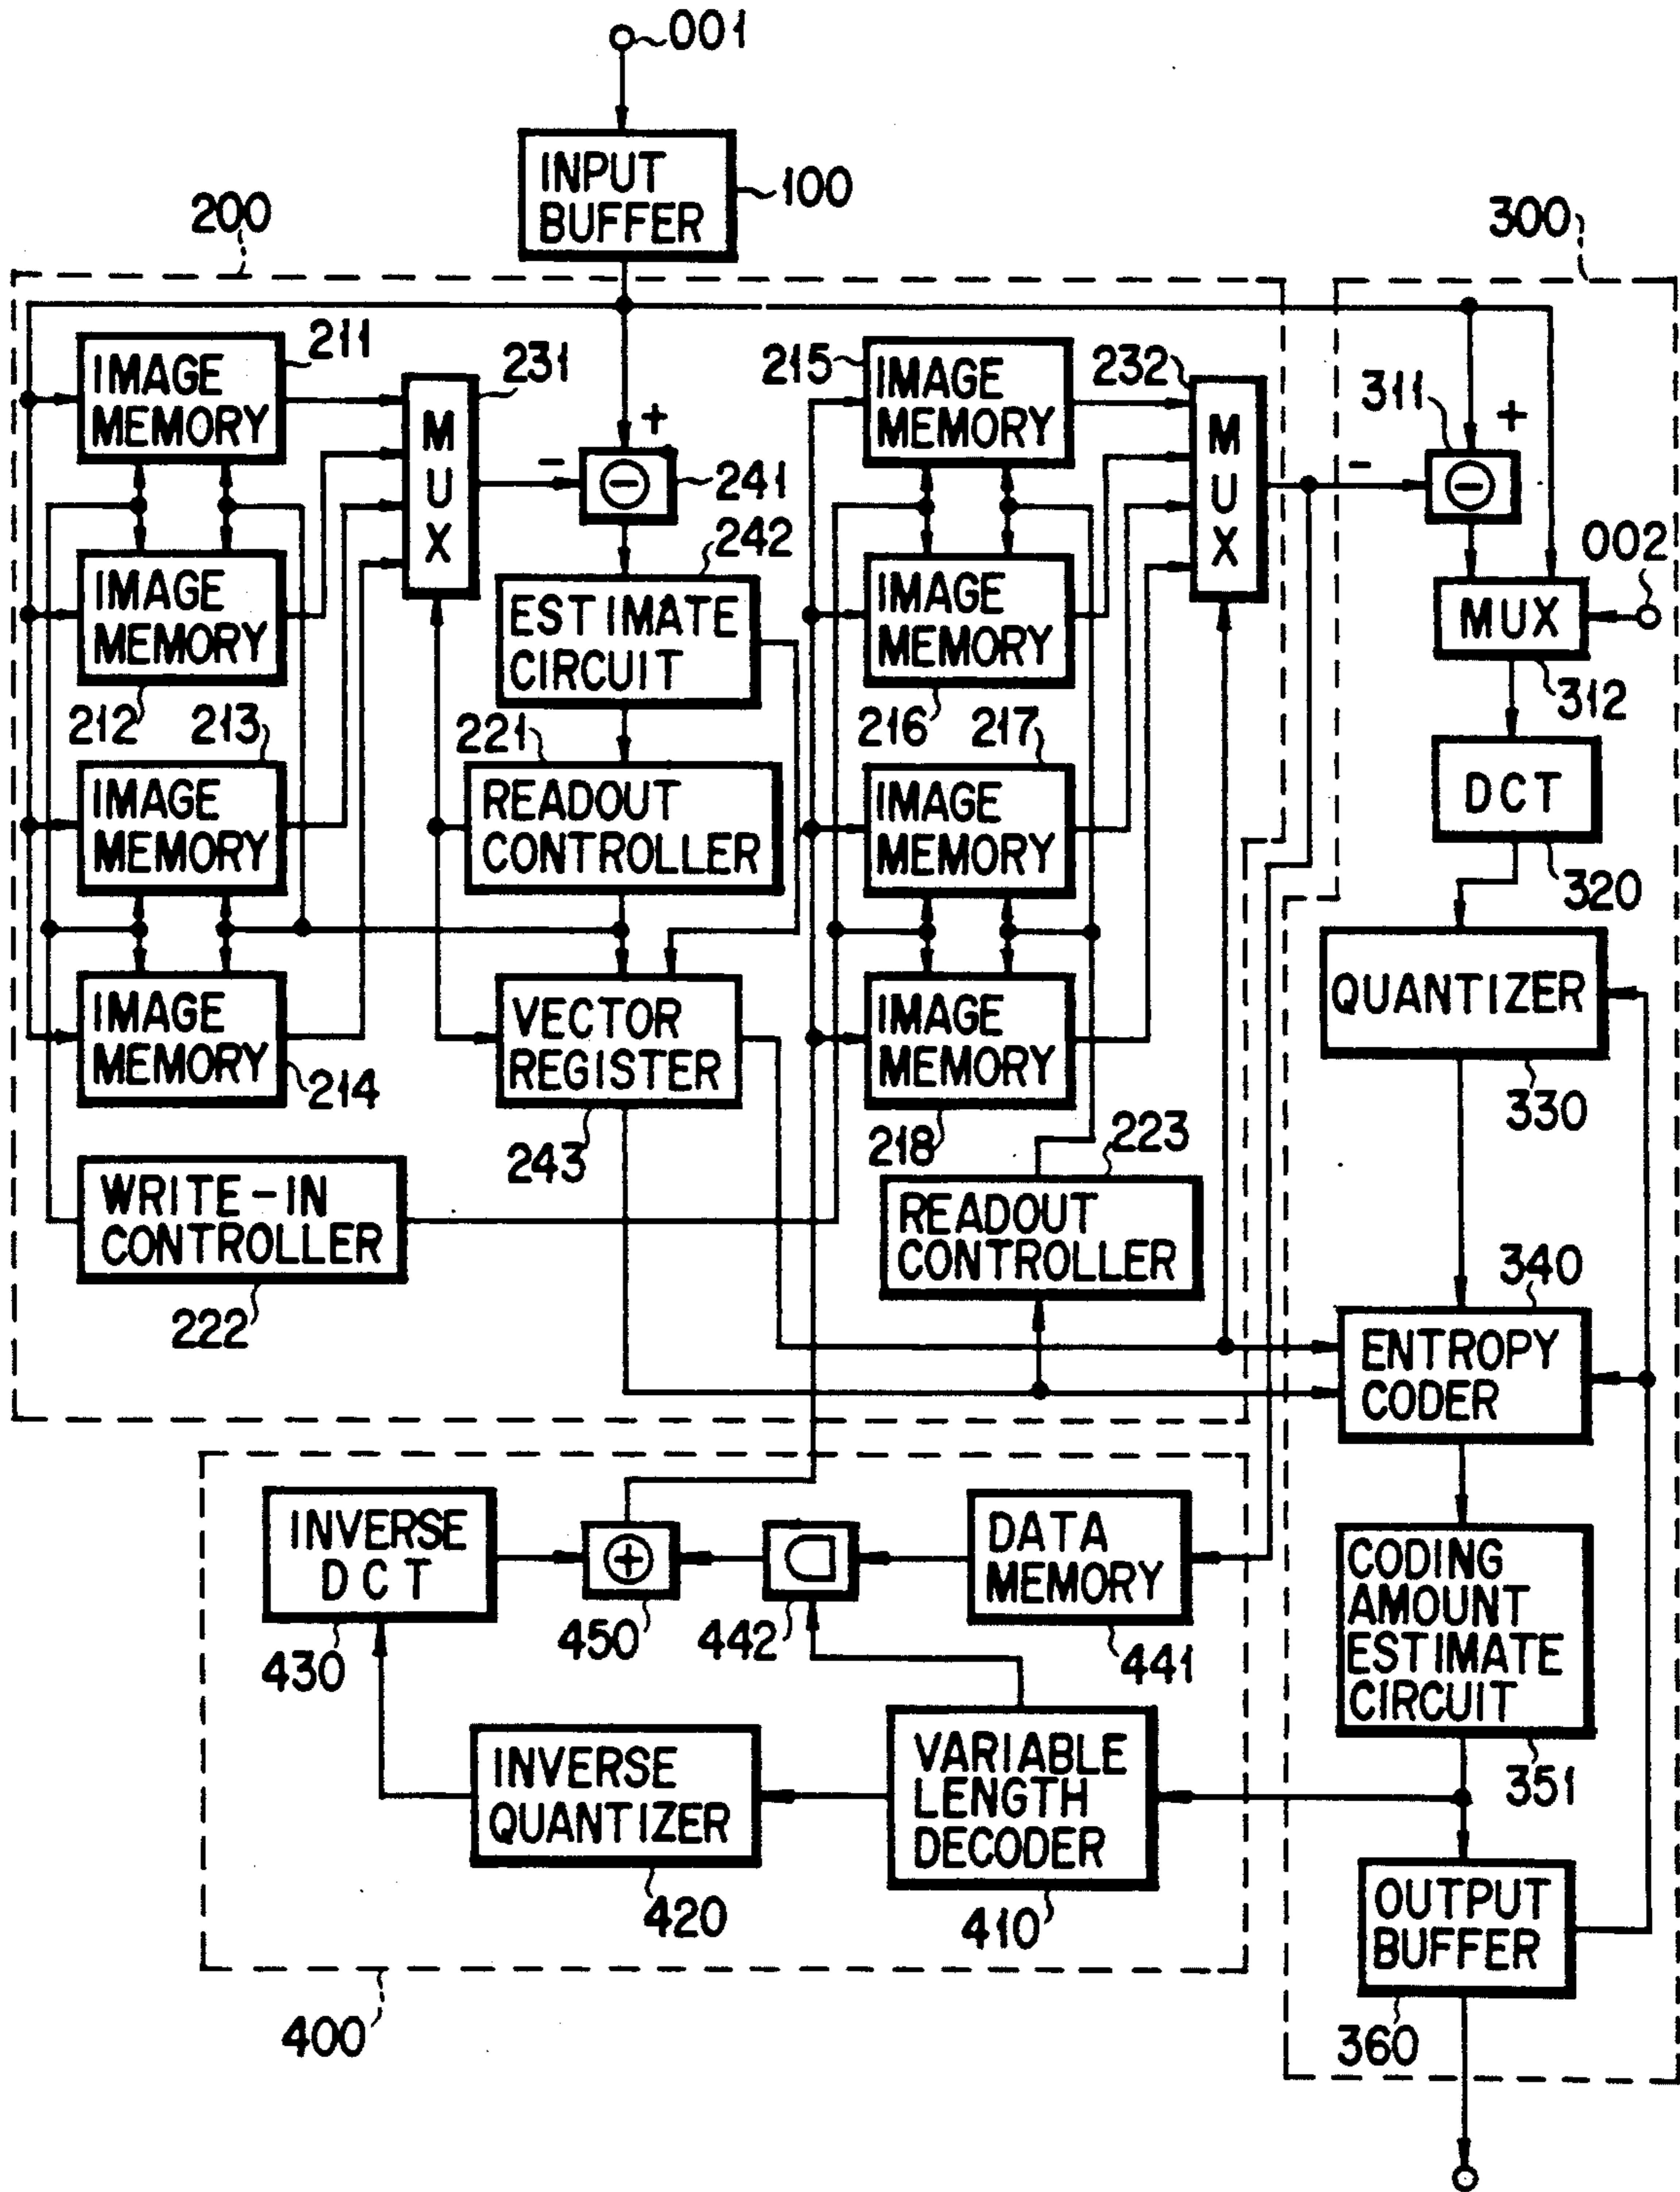 001
INPUT
BUFFER
100
200
300
IMAGE
MEMORY
211
231
M
U
X
+
-
⊖
241
215
IMAGE
MEMORY
232
M
U
X
311
+
-
⊖
242
002
IMAGE
MEMORY
212
ESTIMATE
CIRCUIT
IMAGE
MEMORY
216
MUX
312
213
IMAGE
MEMORY
221
READOUT
CONTROLLER
217
IMAGE
MEMORY
DCT
320
IMAGE
MEMORY
214
VECTOR
REGISTER
243
IMAGE
MEMORY
218
QUANTIZER
330
WRITE-IN
CONTROLLER
222
223
READOUT
CONTROLLER
340
ENTROPY
CODER
INVERSE
DCT
430
⊕
450
442
DATA
MEMORY
441
CODING
AMOUNT
ESTIMATE
CIRCUIT
351
INVERSE
QUANTIZER
420
VARIABLE
LENGTH
DECODER
410
OUTPUT
BUFFER
360
400